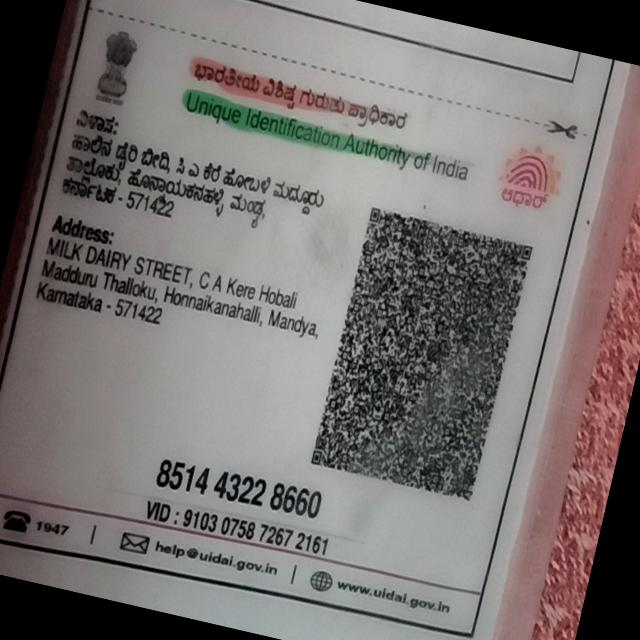 ಭಾರತೀಯ ವಿಶಿಷ್ಟ ಗುರುತು ಪ್ರಾಧಿಕಾರ
Unique Identification Authority of India
ಆಧಾರ್
ವಿಳಾಸ:
ಹಾಲಿನ ಡೈರಿ ಬೀದಿ, ಸಿ ಎ ಕೆರೆ ಹೋಬಳಿ ಮದ್ದೂರು
ತಾಲ್ಲೋಕು, ಹೊನ್ನಾಯಕನಹಳ್ಳಿ, ಮಂಡ್ಯ,
ಕರ್ನಾಟಕ - 571422
Address:
MILK DAIRY STREET, C A Kere Hobali
Madduru Thalloku, Honnaikanahalli, Mandya,
Karnataka - 571422
8514 4322 8660
VID : 9103 0758 7267 2161
1947 | help@uidai.gov.in | www.uidai.gov.in